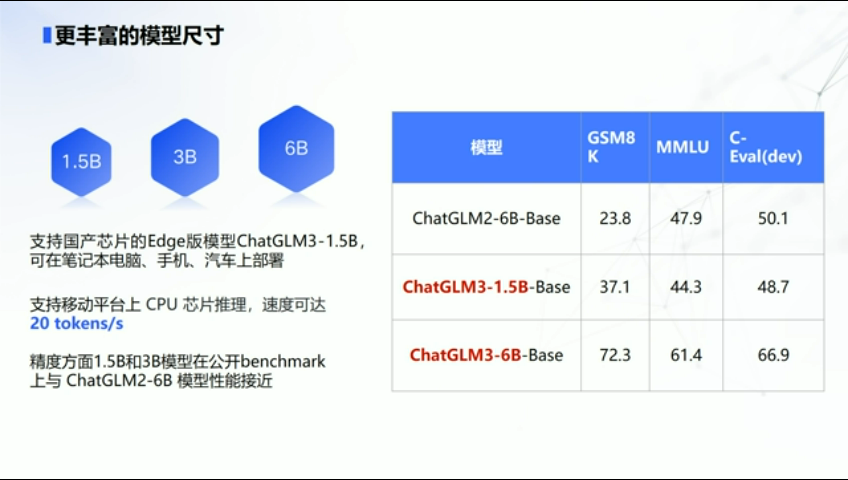 更丰富的模型尺寸
1.5B
3B
6B
支持国产芯片的Edge版模型ChatGLM3-1.5B，
可在笔记本电脑、手机、汽车上部署
支持移动平台上 CPU 芯片推理，速度可达
20 tokens/s
精度方面1.5B和3B模型在公开benchmark
上与 ChatGLM2-6B 模型性能接近
模型 GSM8 MMLU C-
K Eval(dev)
ChatGLM2-6B-Base 23.8 47.9 50.1
ChatGLM3-1.5B-Base 37.1 44.3 48.7
ChatGLM3-6B-Base 72.3 61.4 66.9